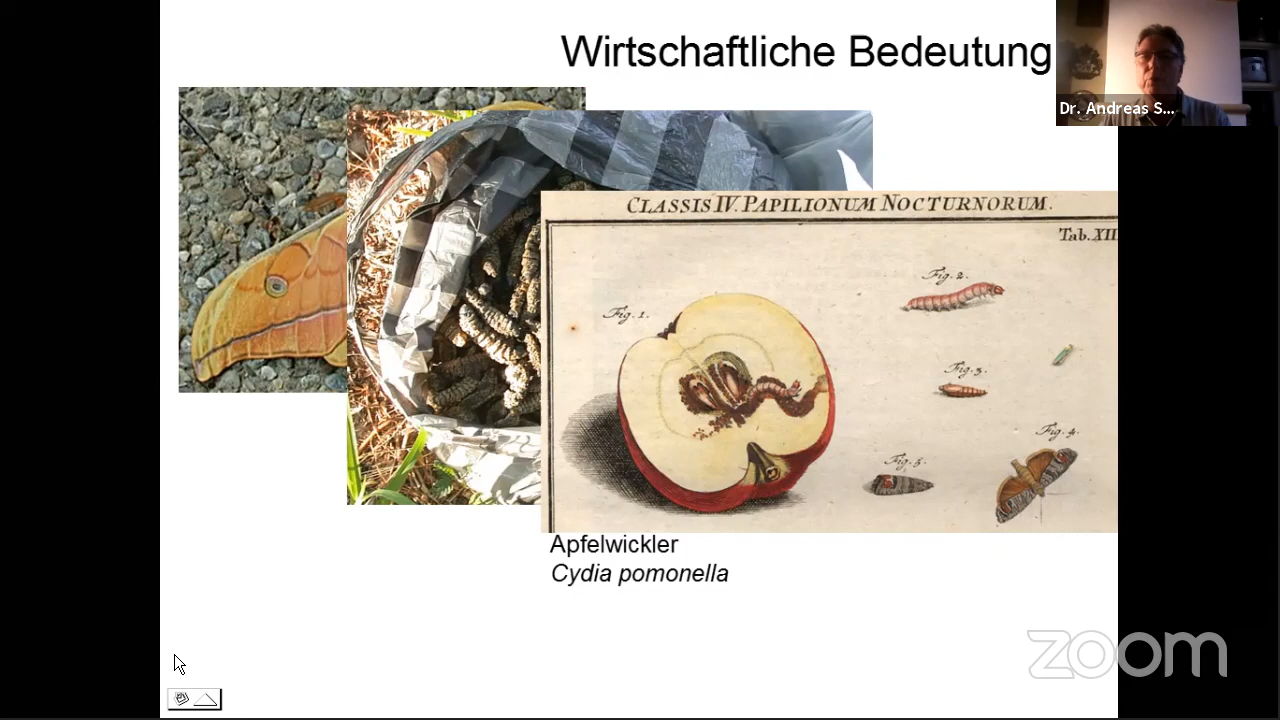 Wirtschaftliche Bedeutung
Dr. Andreas S...
CLASSIS IV. PAPILIONUM NOCTURNORUM.
Tab. XII
Fig. 2.
Fig. 1.
Fig. 3.
Fig. 4.
Fig. 5.
Apfelwickler
Cydia pomonella
zoom